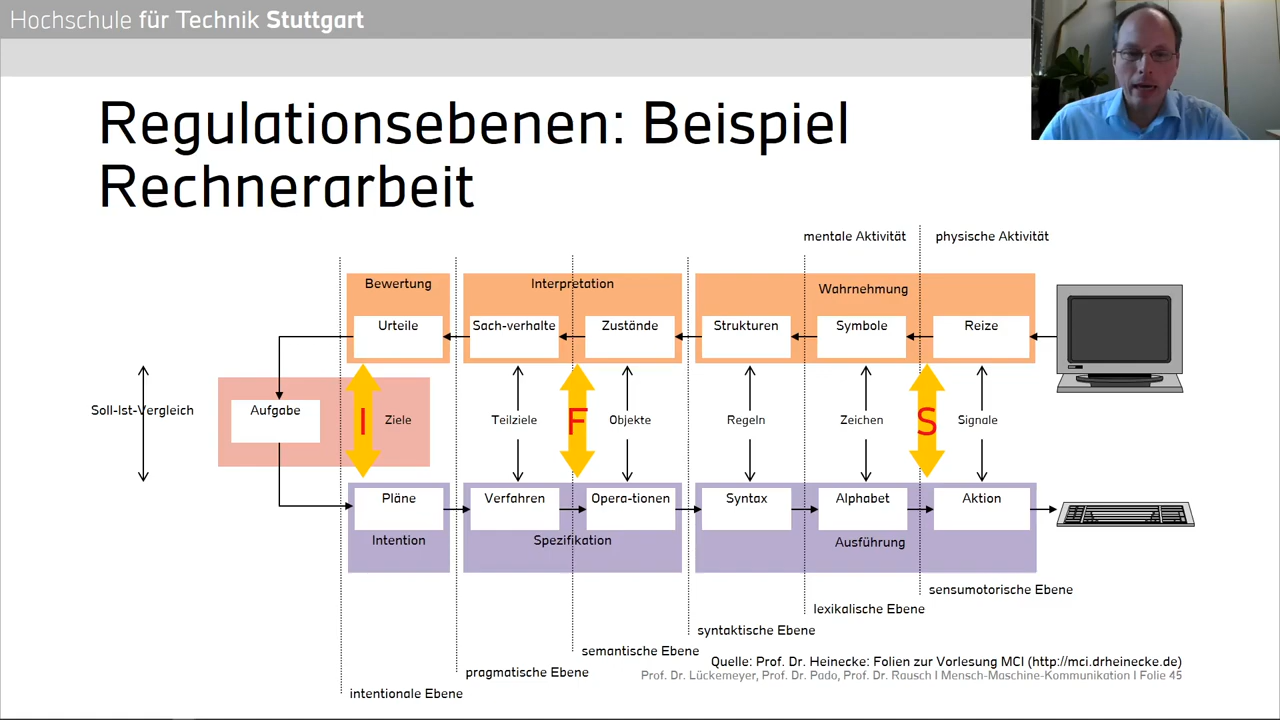 Hochschule für Technik Stuttgart
Regulationsebenen: Beispiel
Rechnerarbeit
mentale Aktivität
physische Aktivität
Bewertung
Interpretation
Wahrnehmung
Urteile
Sach-verhalte
Zustände
Strukturen
Symbole
Reize
Soll-Ist-Vergleich
Aufgabe
I
Ziele
Teilziele
F
Objekte
Regeln
Zeichen
S
Signale
Pläne
Verfahren
Opera-tionen
Syntax
Alphabet
Aktion
Intention
Spezifikation
Ausführung
sensumotorische Ebene
lexikalische Ebene
syntaktische Ebene
semantische Ebene
pragmatische Ebene
intentionale Ebene
Quelle: Prof. Dr. Heinecke: Folien zur Vorlesung MCI (http://mci.drheinecke.de)
Prof. Dr. Lückemeyer, Prof. Dr. Pado, Prof. Dr. Rausch I Mensch-Maschine-Kommunikation I Folie 45